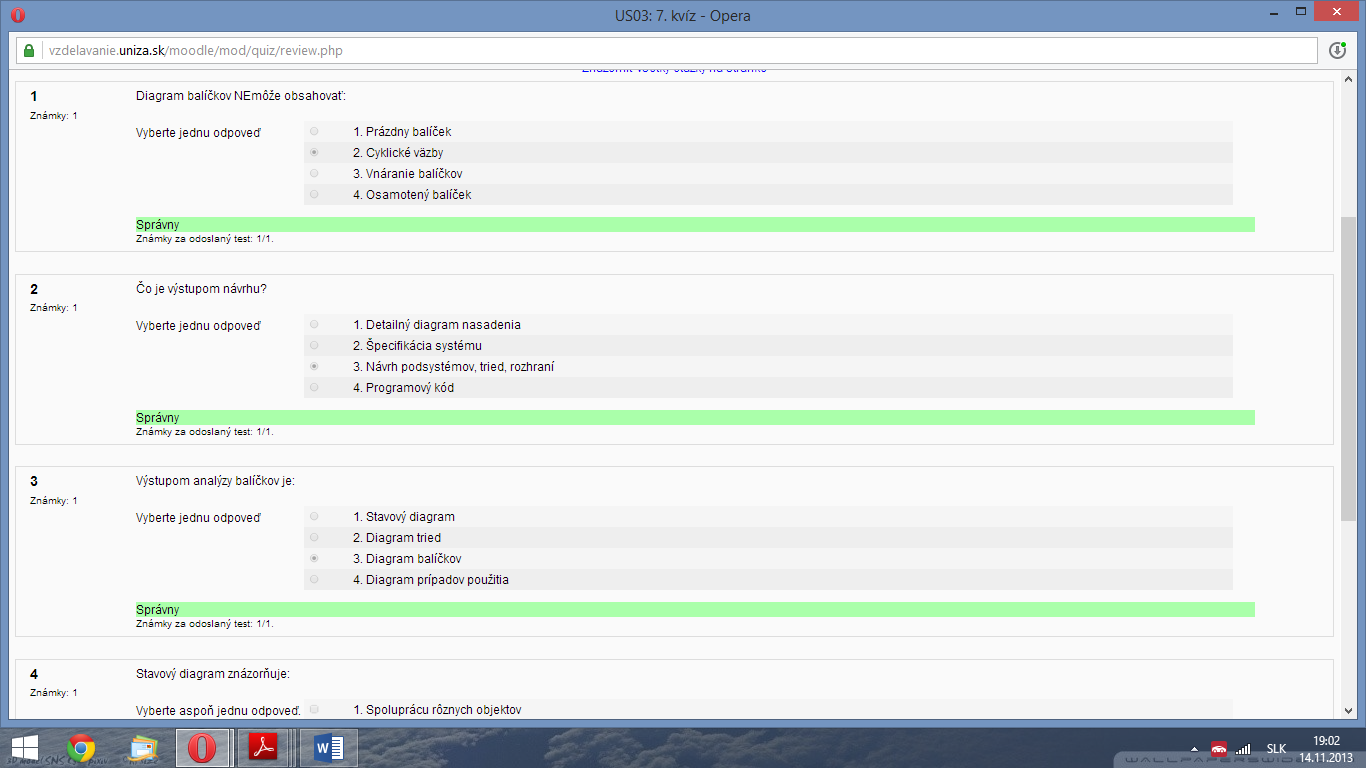 US03: 7. kvíz - Opera
vzdelavanie.uniza.sk/moodle/mod/quiz/review.php
1
Známky: 1
Diagram balíčkov NEmôže obsahovať:
Vyberte jednu odpoveď
1. Prázdny balíček
2. Cyklické väzby
3. Vnáranie balíčkov
4. Osamotený balíček
Správny
Známky za odoslaný test: 1/1.
2
Známky: 1
Čo je výstupom návrhu?
Vyberte jednu odpoveď
1. Detailný diagram nasadenia
2. Špecifikácia systému
3. Návrh podsystémov, tried, rozhraní
4. Programový kód
Správny
Známky za odoslaný test: 1/1.
3
Známky: 1
Výstupom analýzy balíčkov je:
Vyberte jednu odpoveď
1. Stavový diagram
2. Diagram tried
3. Diagram balíčkov
4. Diagram prípadov použitia
Správny
Známky za odoslaný test: 1/1.
4
Známky: 1
Stavový diagram znázorňuje:
Vyberte aspoň jednu odpoveď.
1. Spoluprácu rôznych objektov
SLK
19:02
14.11.2013